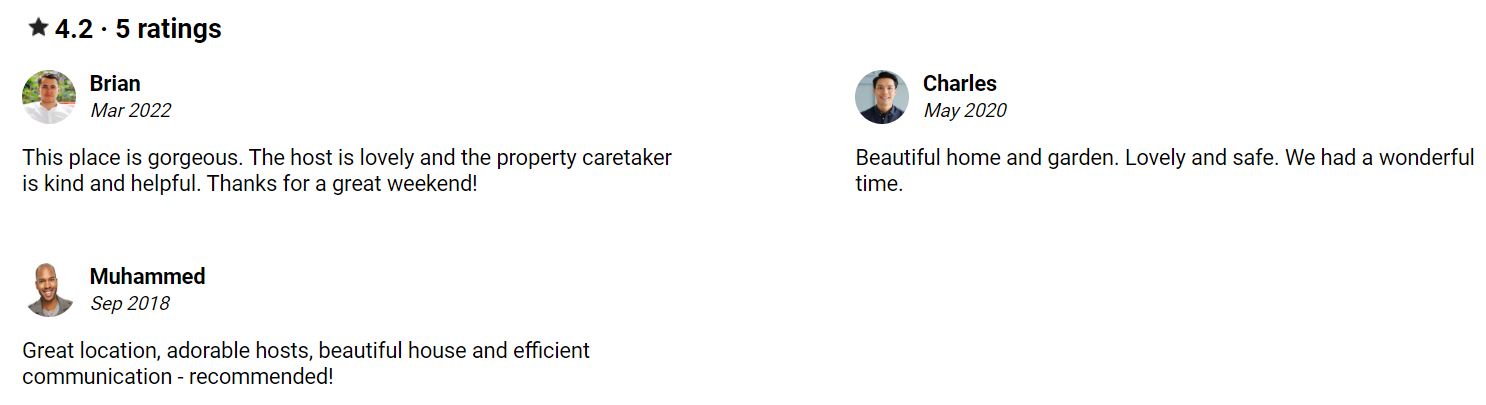 4.2 · 5 ratings
Brian
Mar 2022
This place is gorgeous. The host is lovely and the property caretaker
is kind and helpful. Thanks for a great weekend!
Charles
May 2020
Beautiful home and garden. Lovely and safe. We had a wonderful
time.
Muhammed
Sep 2018
Great location, adorable hosts, beautiful house and efficient
communication - recommended!